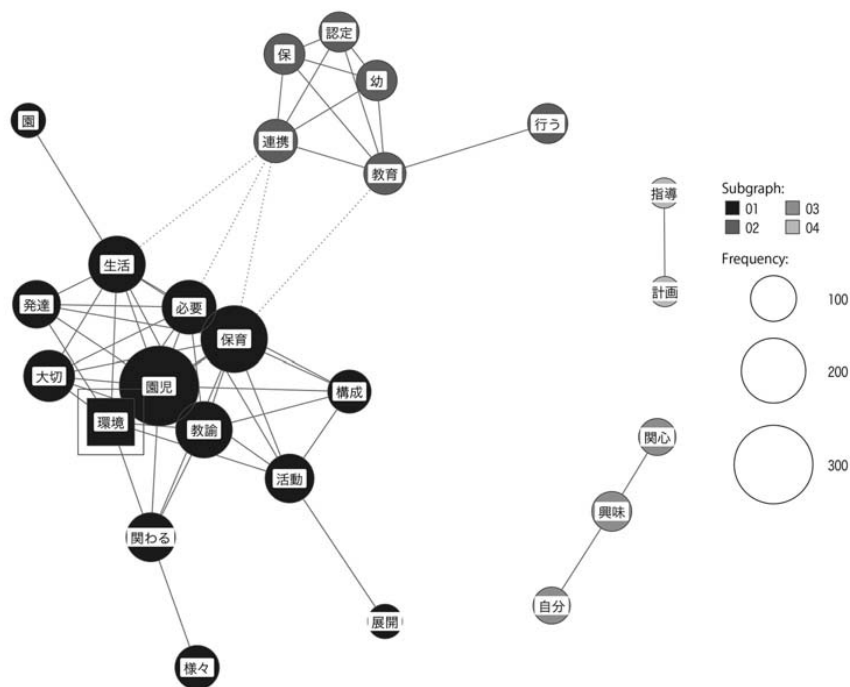 認定
保
幼
園
連携
行う
教育
指導
Subgraph:
01 03
02 04
生活
Frequency:
発達
必要
計画
100
保育
大切
園児
構成
200
環境
教諭
関心
活動
300
興味
関わる
自分
展開
様々